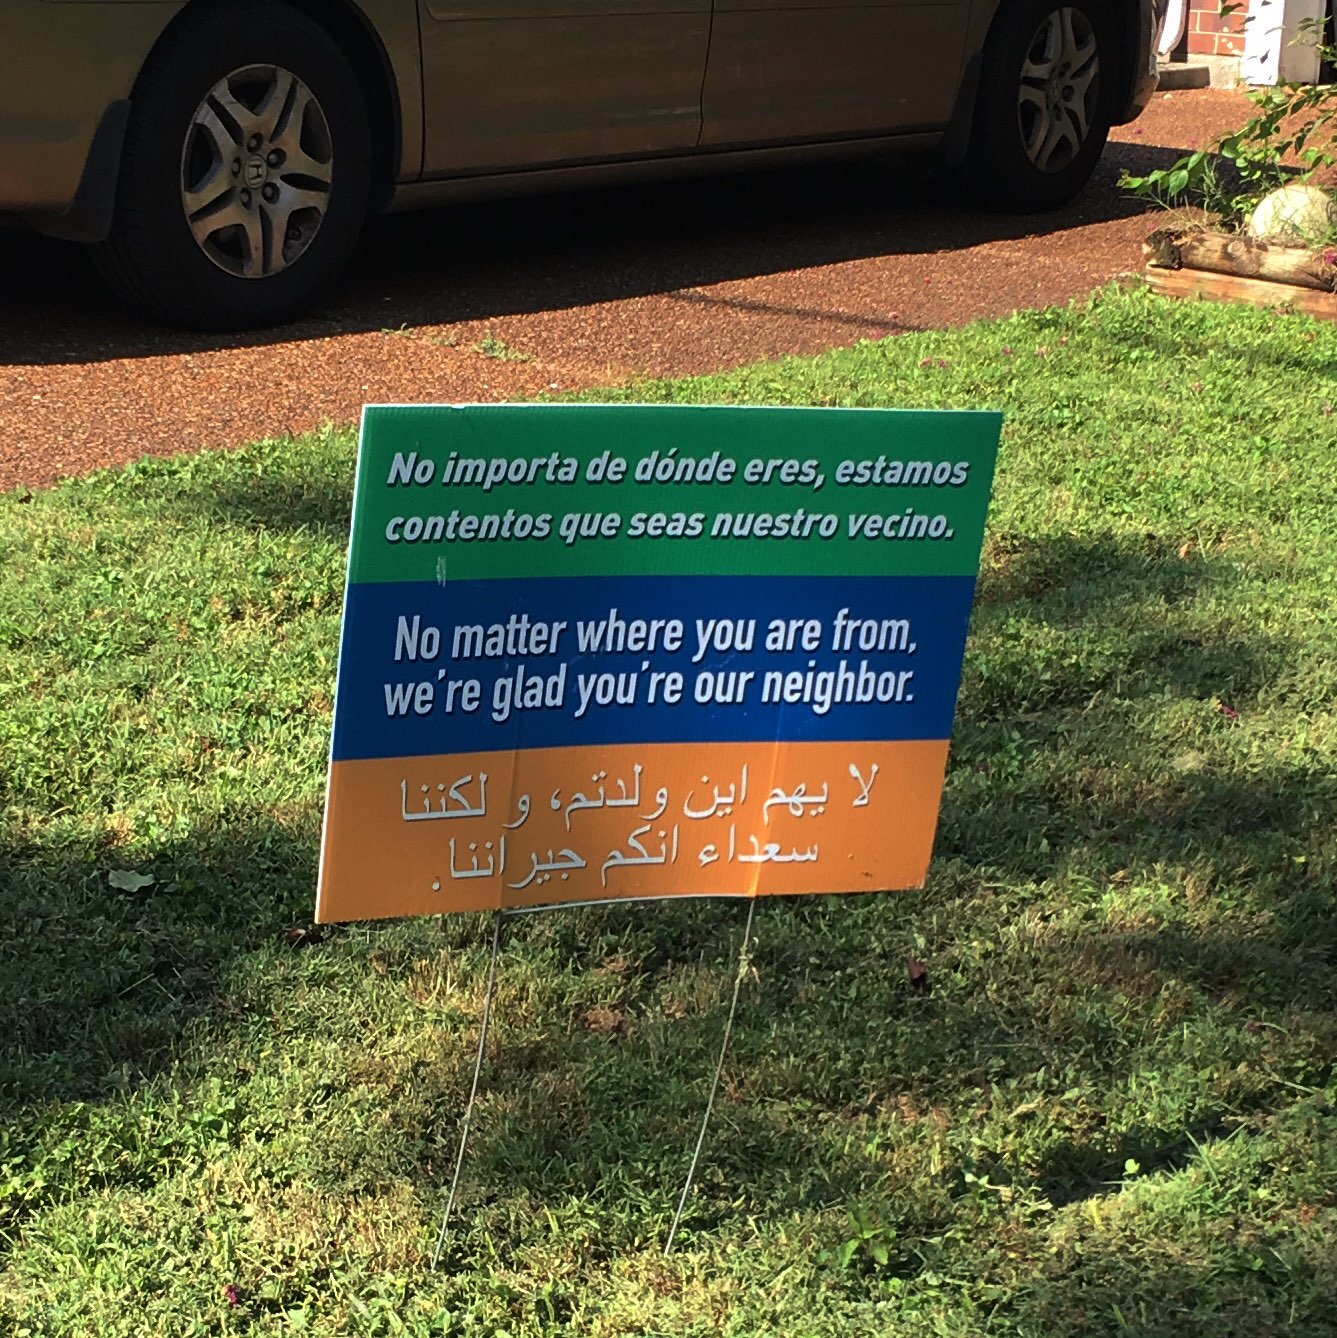 No importa de dónde eres, estamos
contentos que seas nuestro vecino.
No matter where you are from,
we're glad you're our neighbor.
لا يهم اين ولدتم، و لكننا
سعداء انكم جيراننا.